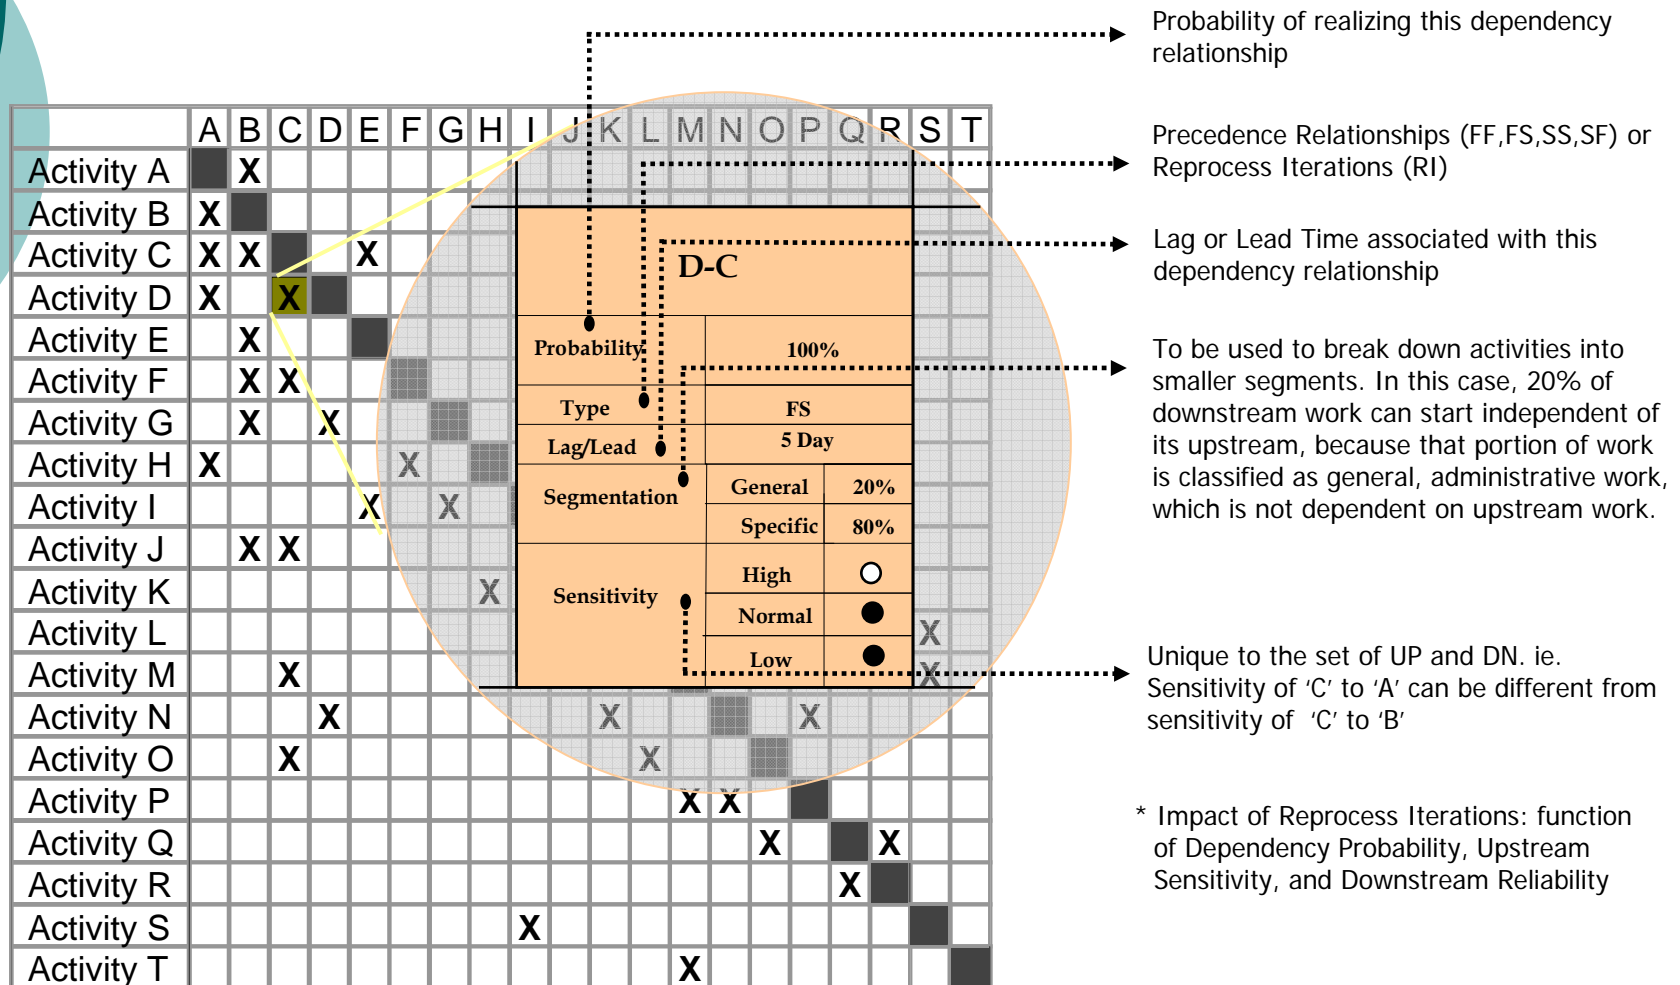 Probability of realizing this dependency
relationship
A B C D E F G H I J K L M N O P Q R S T
Precedence Relationships (FF,FS,SS,SF) or
Reprocess Iterations (RI)
Activity A X
Activity B X
Activity C X X X
Lag or Lead Time associated with this
dependency relationship
D-C
Activity D X X
Activity E X
Probability 100%
To be used to break down activities into
smaller segments. In this case, 20% of
downstream work can start independent of
its upstream, because that portion of work
is classified as general, administrative work,
which is not dependent on upstream work.
Activity F X X
Type FS
Activity G X X
Lag/Lead 5 Day
Activity H X X
Segmentation General 20%
Specific 80%
Activity I X X
Activity J X X
Sensitivity High
Normal
Low
Activity K X
Activity L X
Activity M X X
Unique to the set of UP and DN. ie.
Sensitivity of ‘C’ to ‘A’ can be different from
sensitivity of ‘C’ to ‘B’
Activity N X X X
Activity O X X
Activity P X X
* Impact of Reprocess Iterations: function
of Dependency Probability, Upstream
Sensitivity, and Downstream Reliability
Activity Q X X
Activity R X
Activity S X
Activity T X